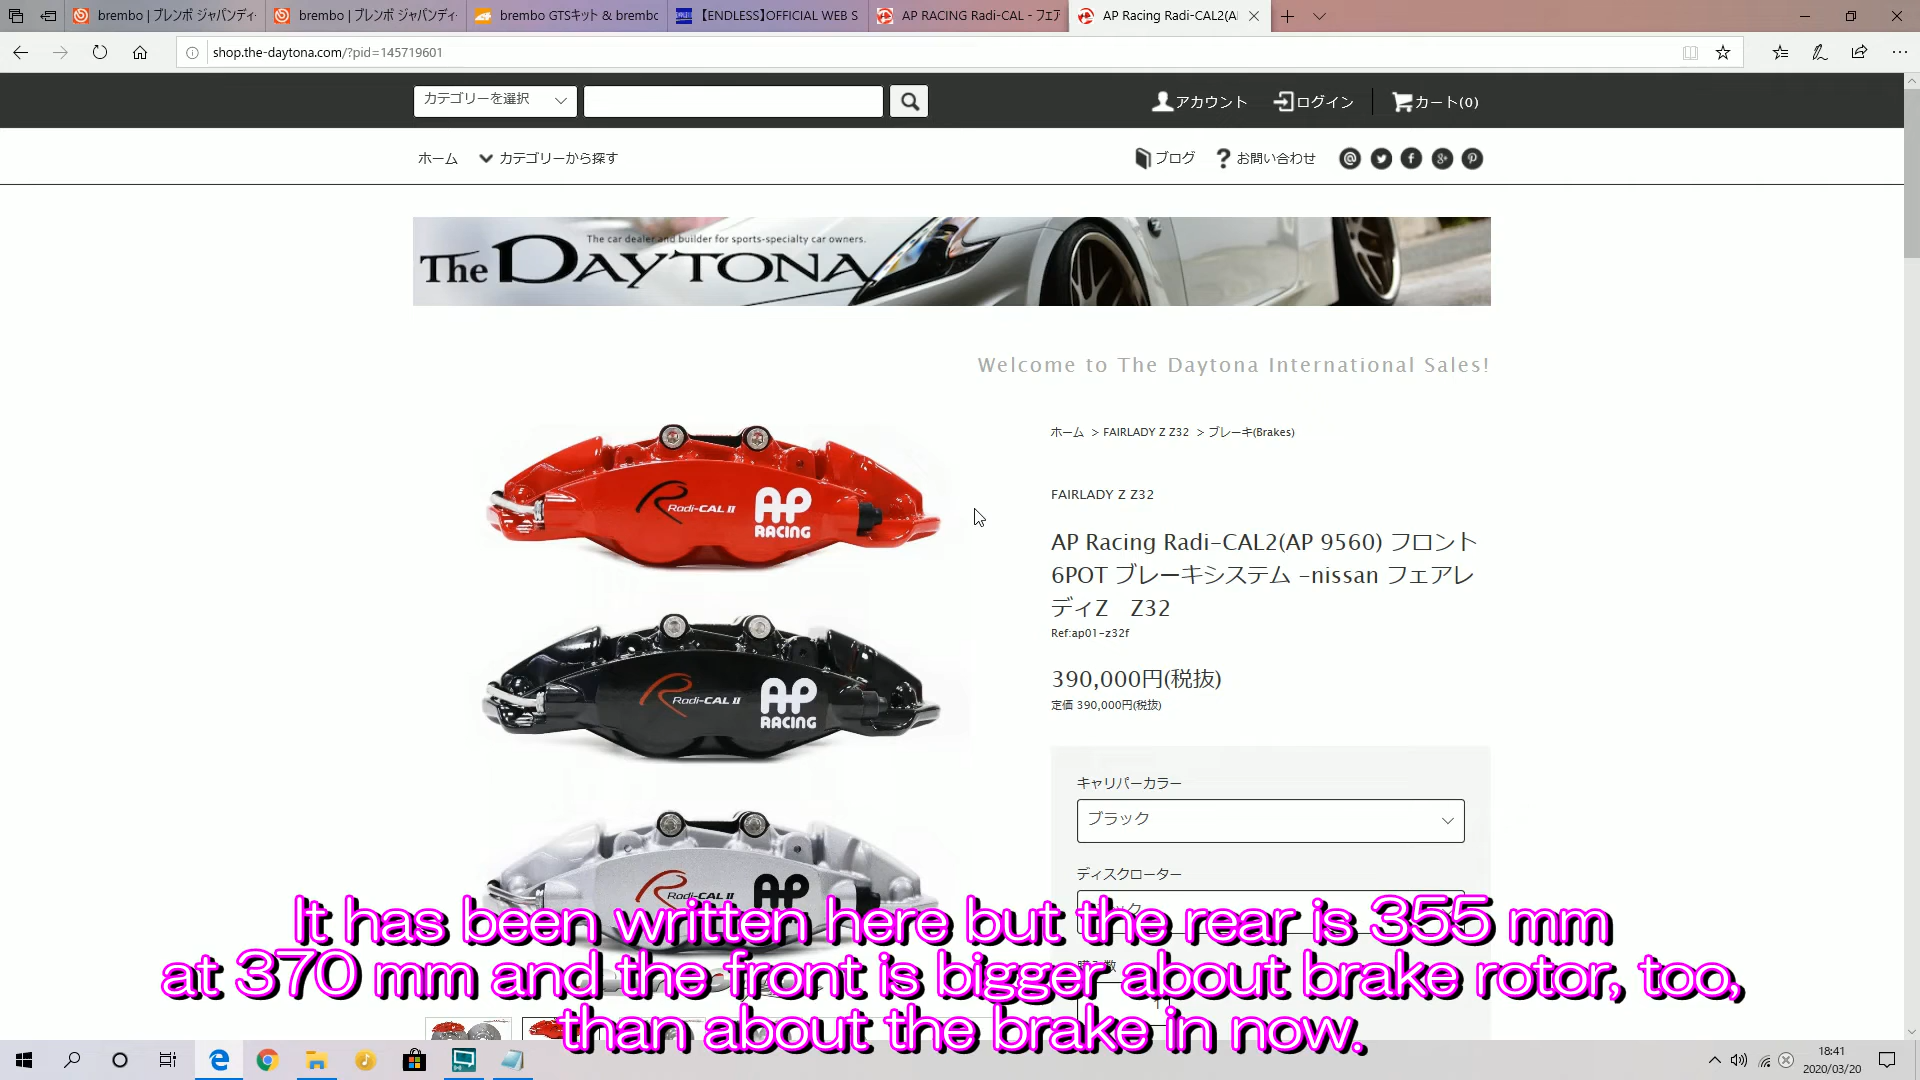 brembo | ブレンボ ジャパンディ
brembo | ブレンボ ジャパンディ
brembo GTSキット & brembo
【ENDLESS】OFFICIAL WEB S
AP RACING Radi-CAL - フェア
AP Racing Radi-CAL2(A
shop.the-daytona.com/?pid=145719601
カテゴリーを選択
アカウント
ログイン
カート(0)
ホーム
カテゴリーから探す
ブログ
お問い合わせ
The car dealer and builder for sports-specialty car owners.
The DAYTONA
Welcome to The Daytona International Sales!
ホーム > FAIRLADY Z Z32 > ブレーキ(Brakes)
FAIRLADY Z Z32
AP Racing Radi-CAL2(AP 9560) フロント
6POT ブレーキシステム -nissan フェアレ
ディZ　Z32
Ref:ap01-z32f
390,000円(税抜)
定価 390,000円(税抜)
Radi-CAL II AP RACING
Radi-CAL II AP RACING
Radi-CAL II AP
キャリパーカラー
ブラック
ディスクローター
It has been written here but the rear is 355 mm
at 370 mm and the front is bigger about brake rotor, too,
than about the brake in now.
18:41
2020/03/20